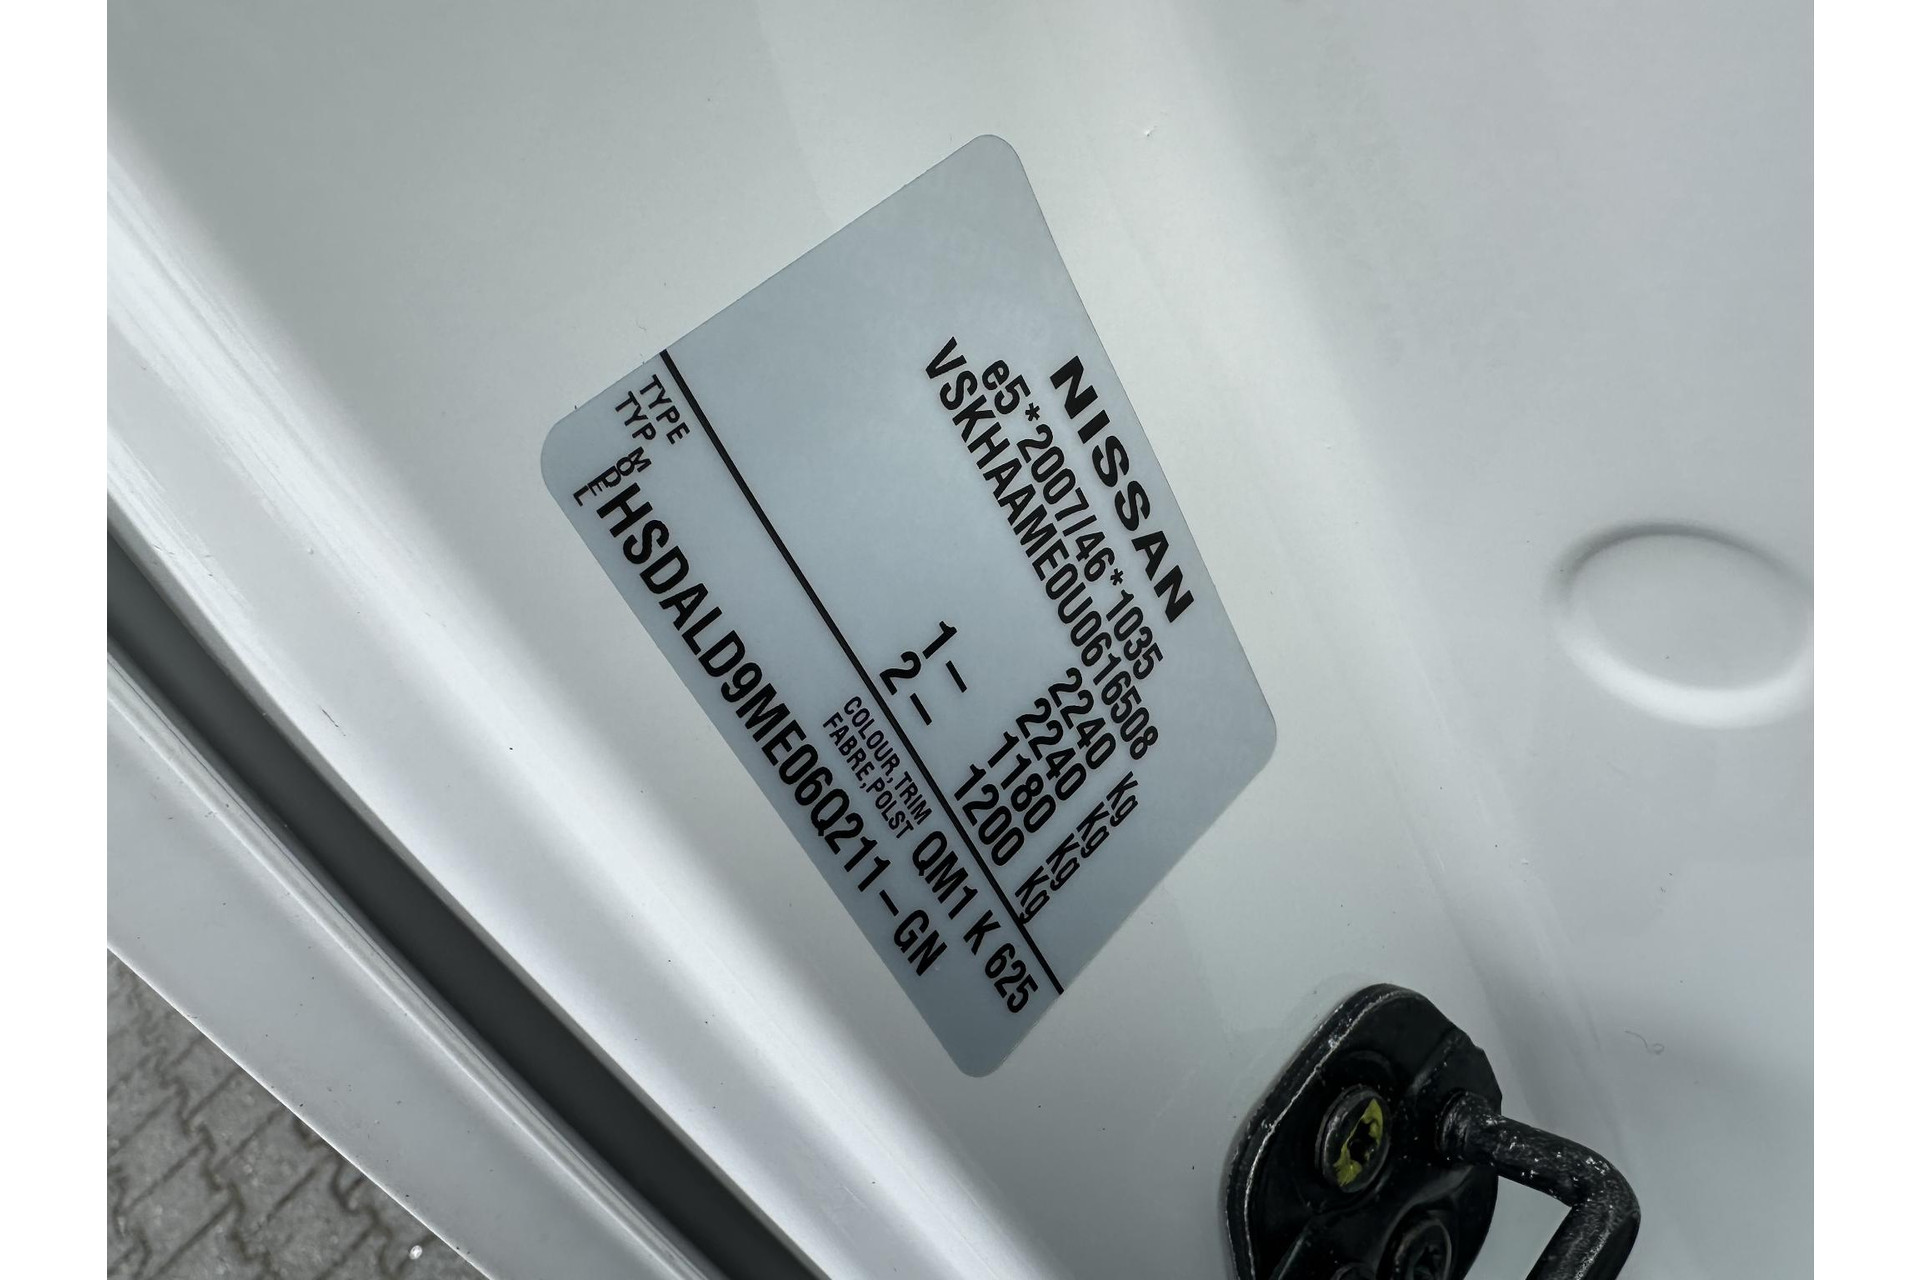 NISSAN
e5*2007/46*1035
VSKHAAME0U0616508
2240 Kg
2240 Kg
1- 1180 Kg
2- 1200 Kg
TYPE
TYP
COLOUR,TRIM
FABRE,POLST
QM1 K 625
MODEL
HSDALD9ME06Q211-GN